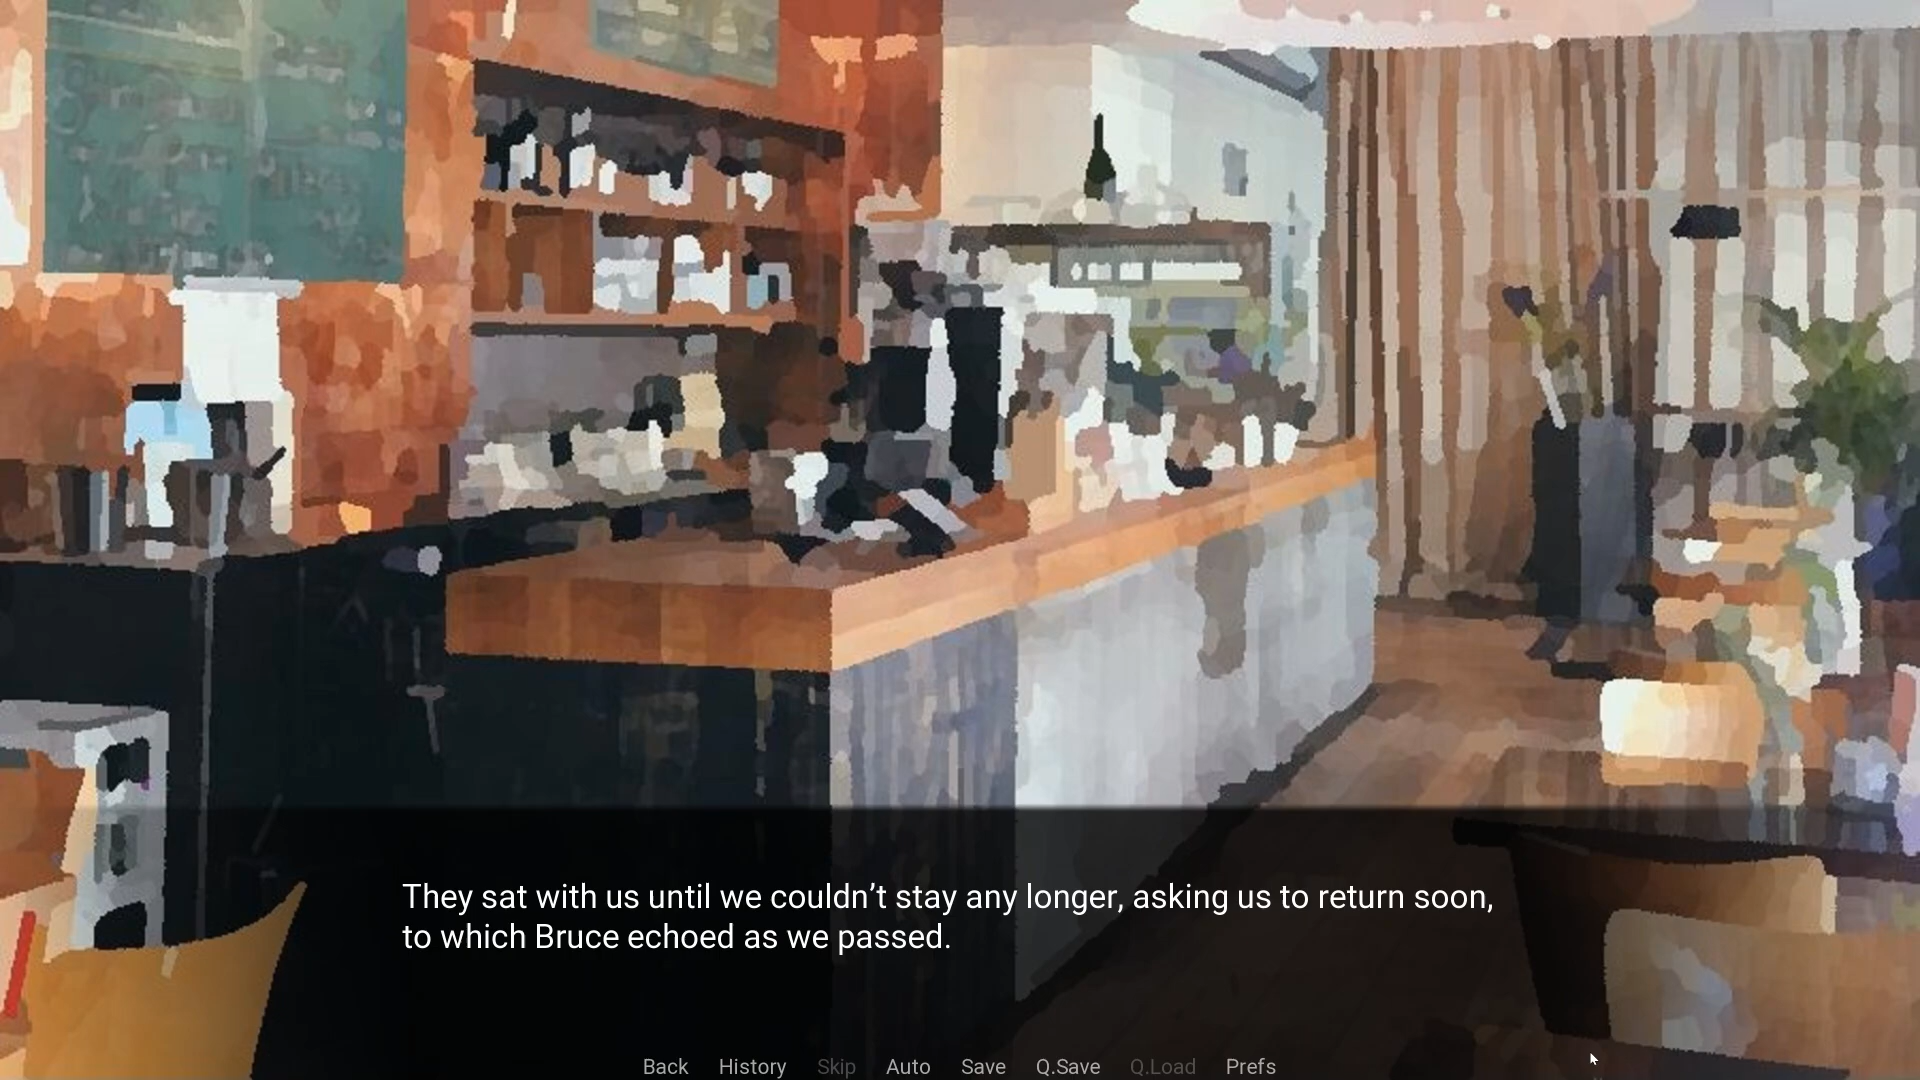 They sat with us until we couldn’t stay any longer, asking us to return soon,
to which Bruce echoed as we passed.
Back History Skip Auto Save Q.Save Q.Load Prefs